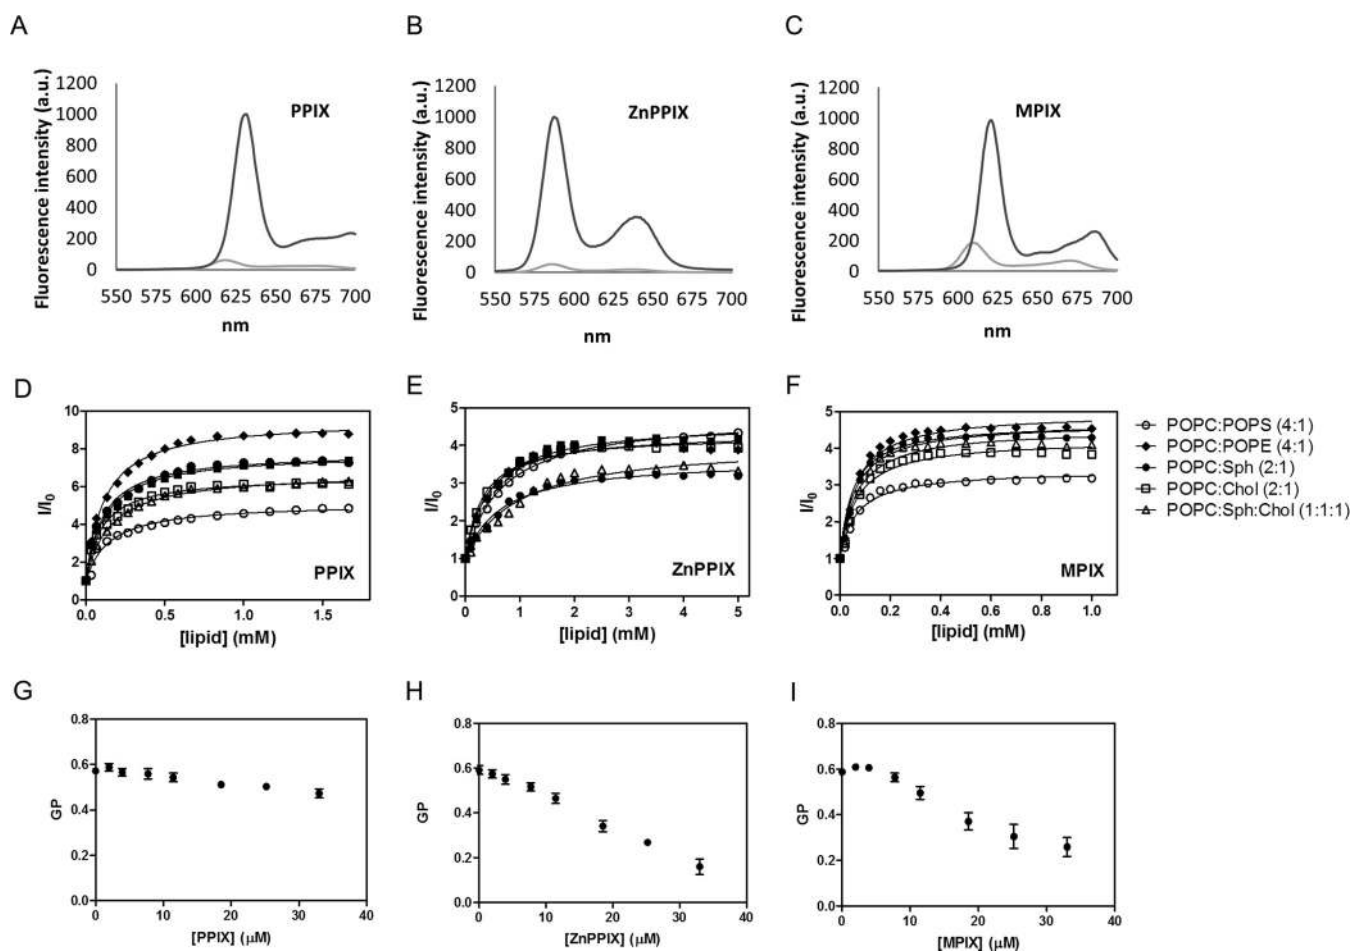 A
B
C
Fluorescence intensity (a.u.)
1200
1000
800
600
400
200
0
PPIX
550 575 600 625 650 675 700
nm
Fluorescence intensity (a.u.)
1200
1000
800
600
400
200
0
ZnPPIX
550 575 600 625 650 675 700
nm
Fluorescence intensity (a.u.)
1200
1000
800
600
400
200
0
MPIX
550 575 600 625 650 675 700
nm
D
E
F
I/I0
10
8
6
4
2
0
PPIX
0.0 0.5 1.0 1.5
[lipid] (mM)
I/I0
5
4
3
2
1
0
ZnPPIX
0 1 2 3 4 5
[lipid] (mM)
I/I0
5
4
3
2
1
0
MPIX
0.0 0.2 0.4 0.6 0.8 1.0
[lipid] (mM)
POPC:POPS (4:1)
POPC:POPE (4:1)
POPC:Sph (2:1)
POPC:Chol (2:1)
POPC:Sph:Chol (1:1:1)
G
H
I
GP
0.8
0.6
0.4
0.2
0.0
0 10 20 30 40
[PPIX] (μM)
GP
0.8
0.6
0.4
0.2
0.0
0 10 20 30 40
[ZnPPIX] (μM)
GP
0.8
0.6
0.4
0.2
0.0
0 10 20 30 40
[MPIX] (μM)